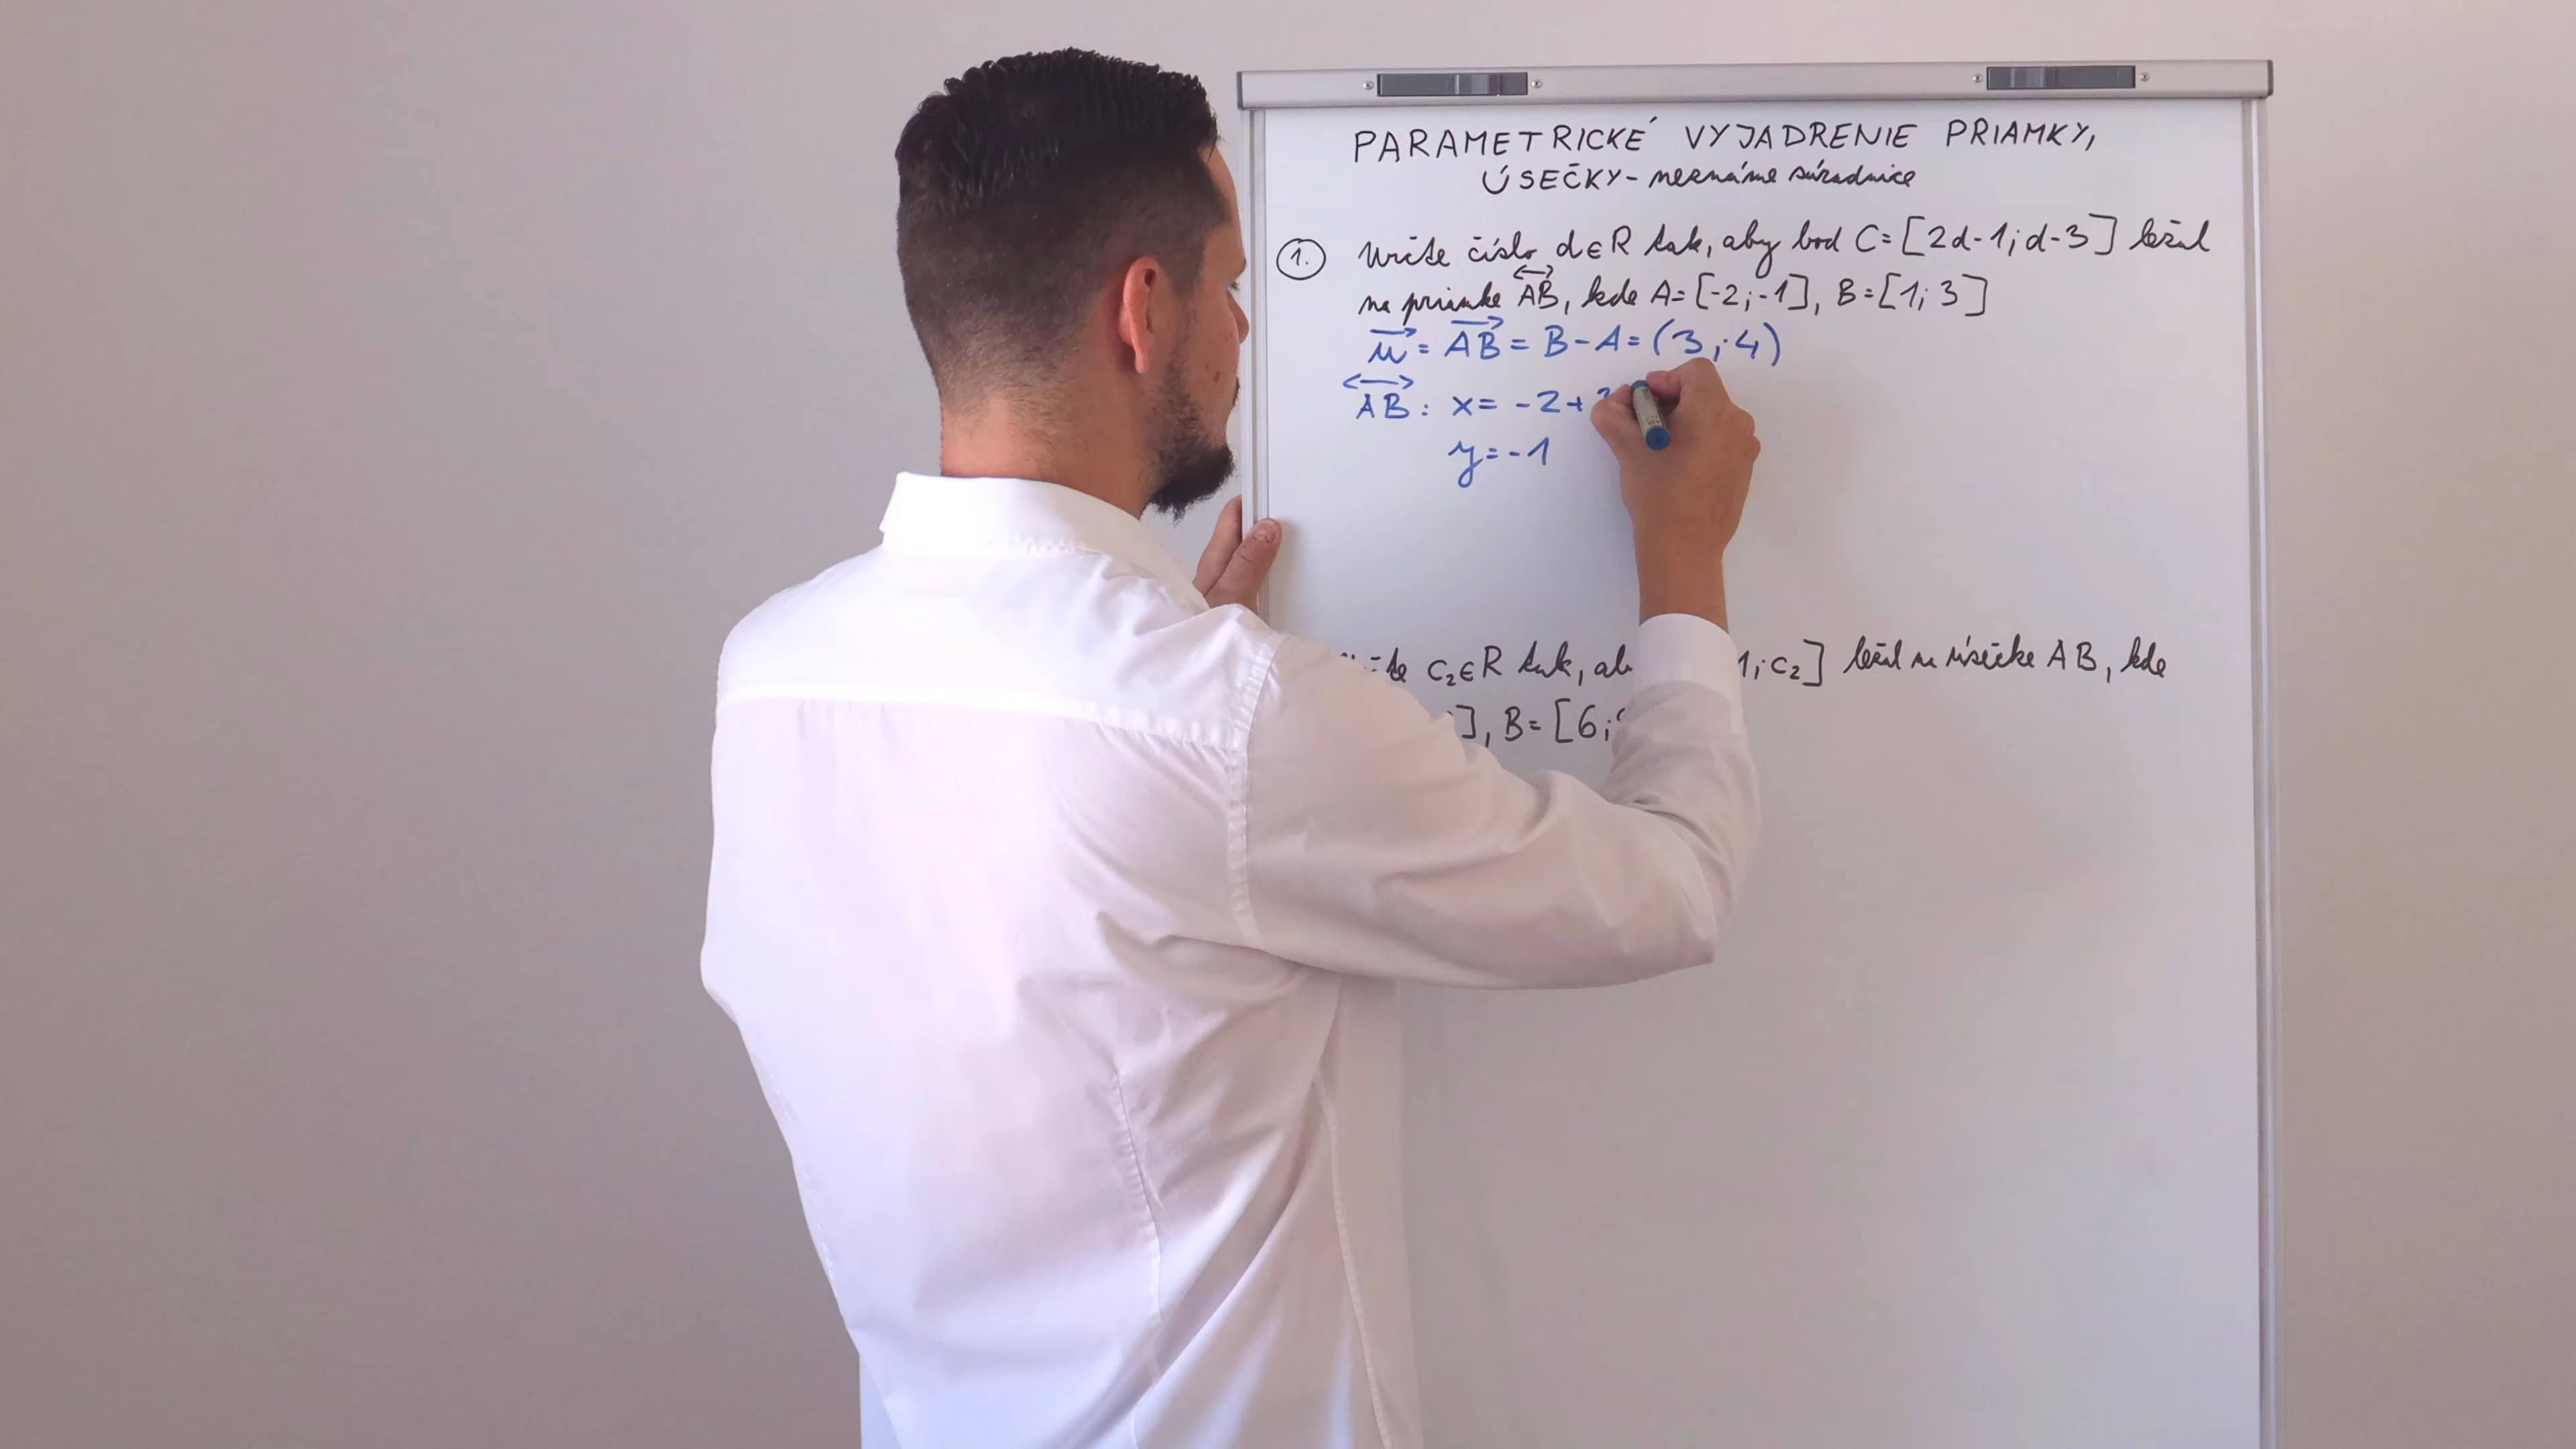 PARAMETRICKÉ VYJADRENIE PRIAMKY,
ÚSEČKY - neznáme súradnice
1. Určte číslo d∈R tak, aby bod C=[2d-1;d-3] ležal
na priamke AB, kde A=[-2;-1], B=[1;3]
u = AB = B-A = (3;4)
AB: x= -2+
y=-1
c₂∈R tak, 1;c₂] ležal na úsečke AB, kde
], B=[6;